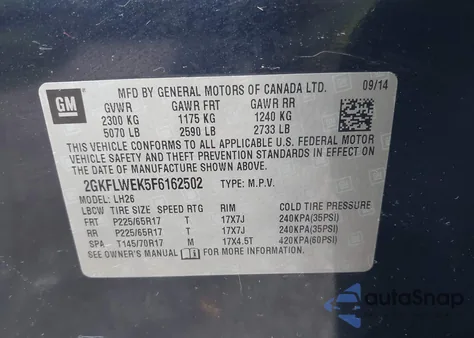 GM
MFD BY GENERAL MOTORS OF CANADA LTD. 09/14
GVWR GAWR FRT GAWR RR
2300 KG 1175 KG 1240 KG
5070 LB 2590 LB 2733 LB
THIS VEHICLE CONFORMS TO ALL APPLICABLE U.S. FEDERAL MOTOR
VEHICLE SAFETY, BUMPER, AND THEFT PREVENTION STANDARDS
IN EFFECT ON THE DATE OF MANUFACTURE SHOWN ABOVE.
2GKFLWEK5F6162502 TYPE: M.P.V.
MODEL: LH26
LBCW TIRE SIZE SPEED RTG RIM COLD TIRE PRESSURE
FRT P225/65R17 T 17X7J 240KPA(35PSI)
RR P225/65R17 T 17X7J 240KPA(35PSI)
SPA T145/70R17 M 17X4.5T 420KPA(60PSI)
SEE OWNER'S MANUAL FOR MORE INFORMATION.
autoSnap